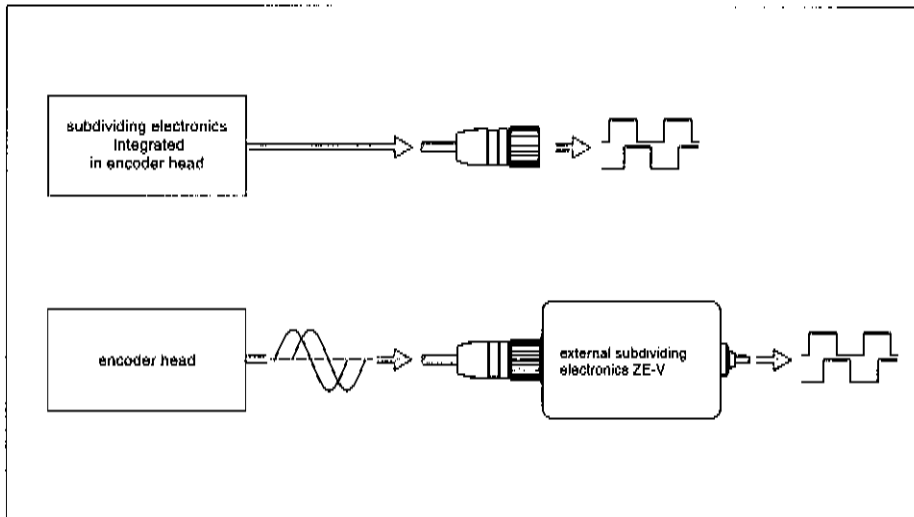 subdividing electronics
integrated
in encoder head
encoder head
external subdividing
electronics ZE-V